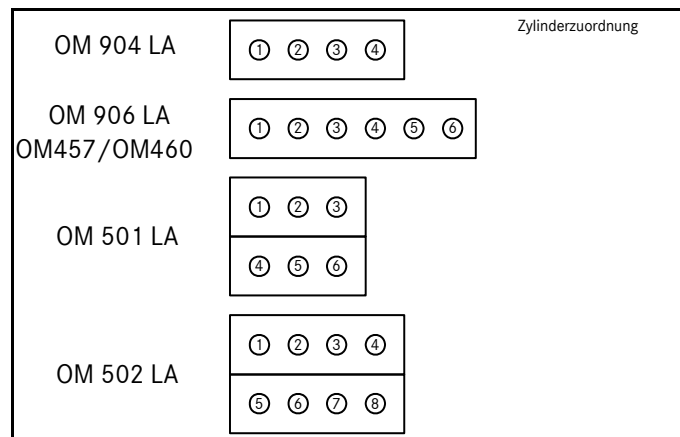 Zylinderzuordnung
OM 904 LA
1 2 3 4
OM 906 LA
OM457/OM460
1 2 3 4 5 6
OM 501 LA
1 2 3
4 5 6
OM 502 LA
1 2 3 4
5 6 7 8